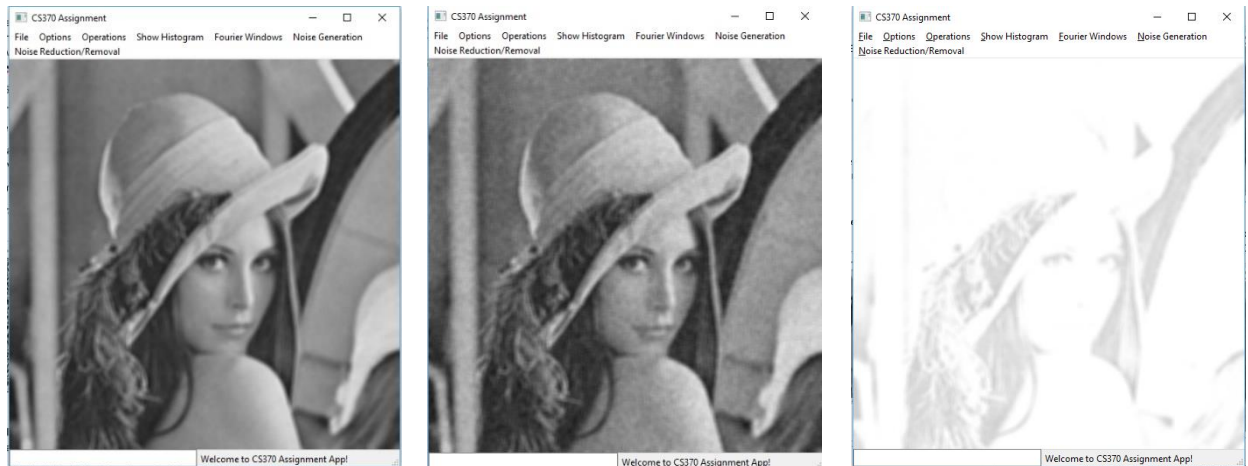 CS370 Assignment
File Options Operations Show Histogram Fourier Windows Noise Generation
Noise Reduction/Removal
Welcome to CS370 Assignment App!
CS370 Assignment
File Options Operations Show Histogram Fourier Windows Noise Generation
Noise Reduction/Removal
Welcome to CS370 Assignment App!
CS370 Assignment
File Options Operations Show Histogram Fourier Windows Noise Generation
Noise Reduction/Removal
Welcome to CS370 Assignment App!